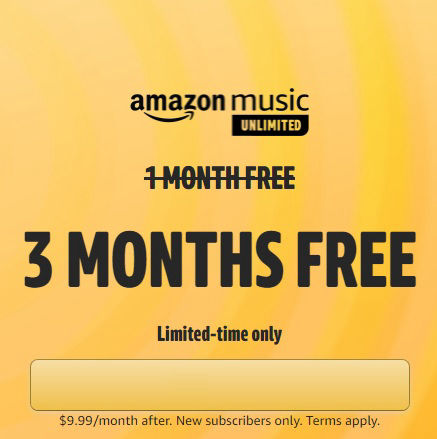 amazon music
UNLIMITED
1 MONTH FREE
3 MONTHS FREE
Limited-time only
$9.99/month after. New subscribers only. Terms apply.